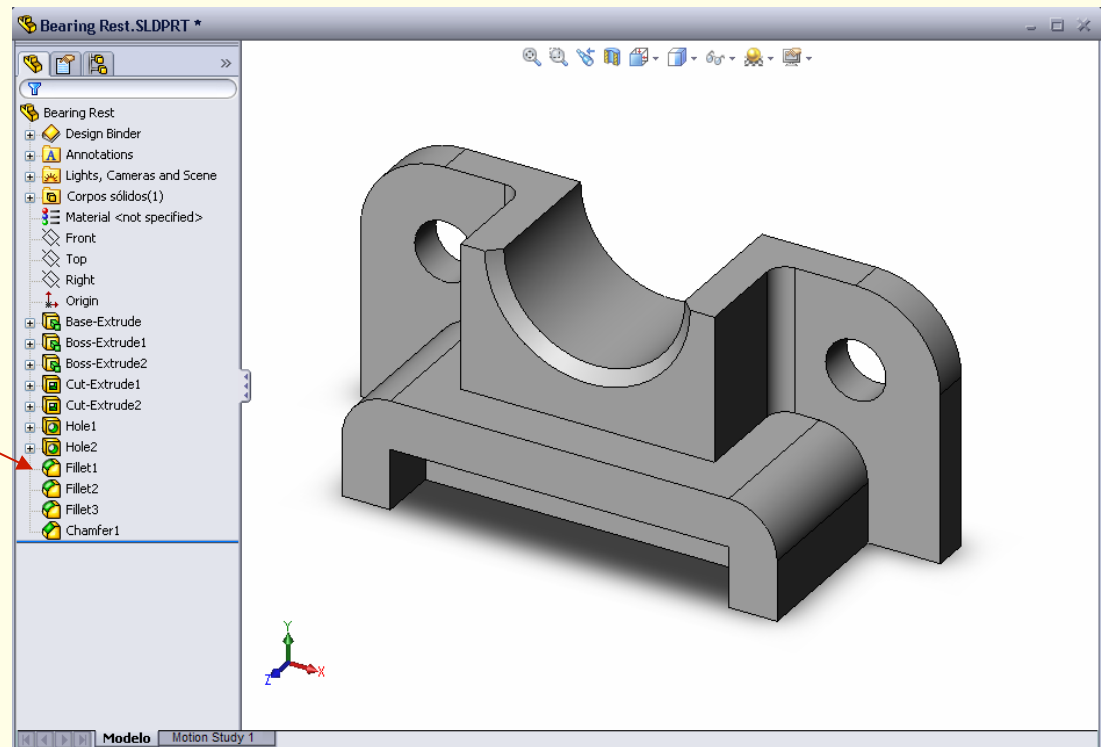 Bearing Rest.SLDPRT *
»
Bearing Rest
Design Binder
A Annotations
Lights, Cameras and Scene
Corpos sólidos(1)
Material <not specified>
Front
Top
Right
Origin
Base-Extrude
Boss-Extrude1
Boss-Extrude2
Cut-Extrude1
Cut-Extrude2
Hole1
Hole2
Fillet1
Fillet2
Fillet3
Chamfer1
Y
X
Z
Modelo Motion Study 1